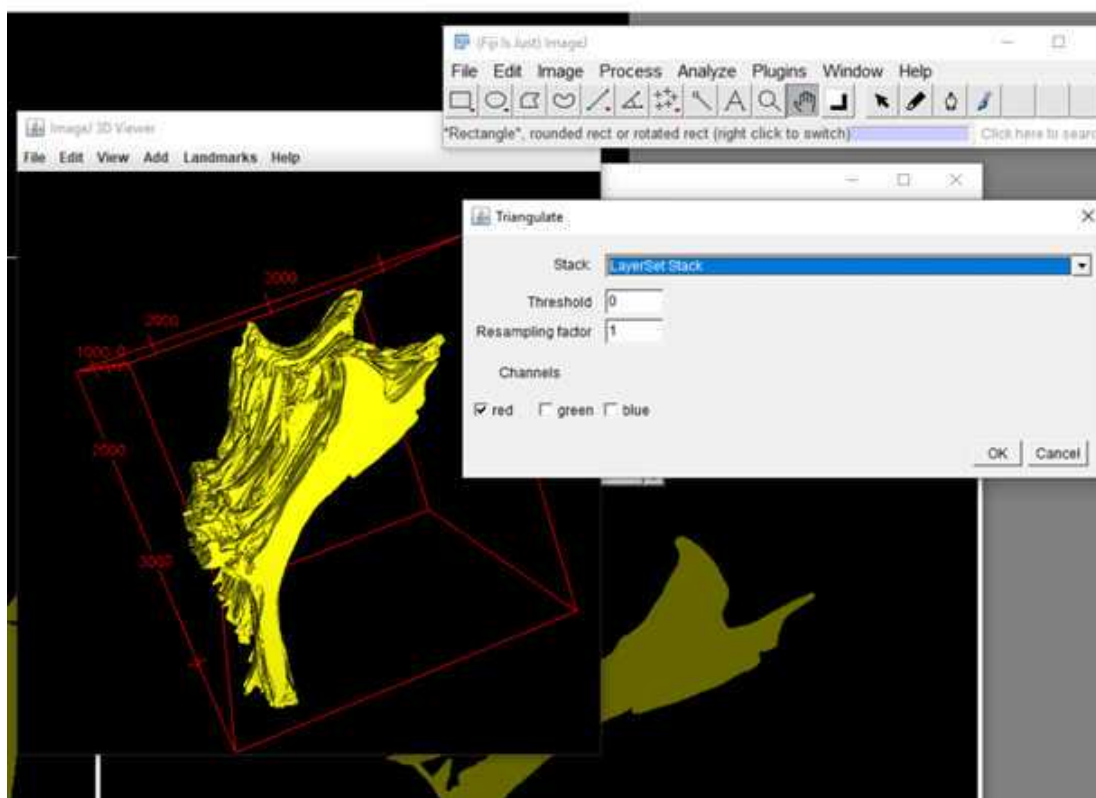 (Fiji Is Just) ImageJ
File Edit Image Process Analyze Plugins Window Help
*Rectangle*, rounded rect or rotated rect (right click to switch)
Click here to searc
ImageJ 3D Viewer
File Edit View Add Landmarks Help
Triangulate
Stack:
LayerSet Stack
Threshold
0
Resampling factor
1
Channels
red green blue
OK Cancel
3000
2000
1000 0
2000
3000